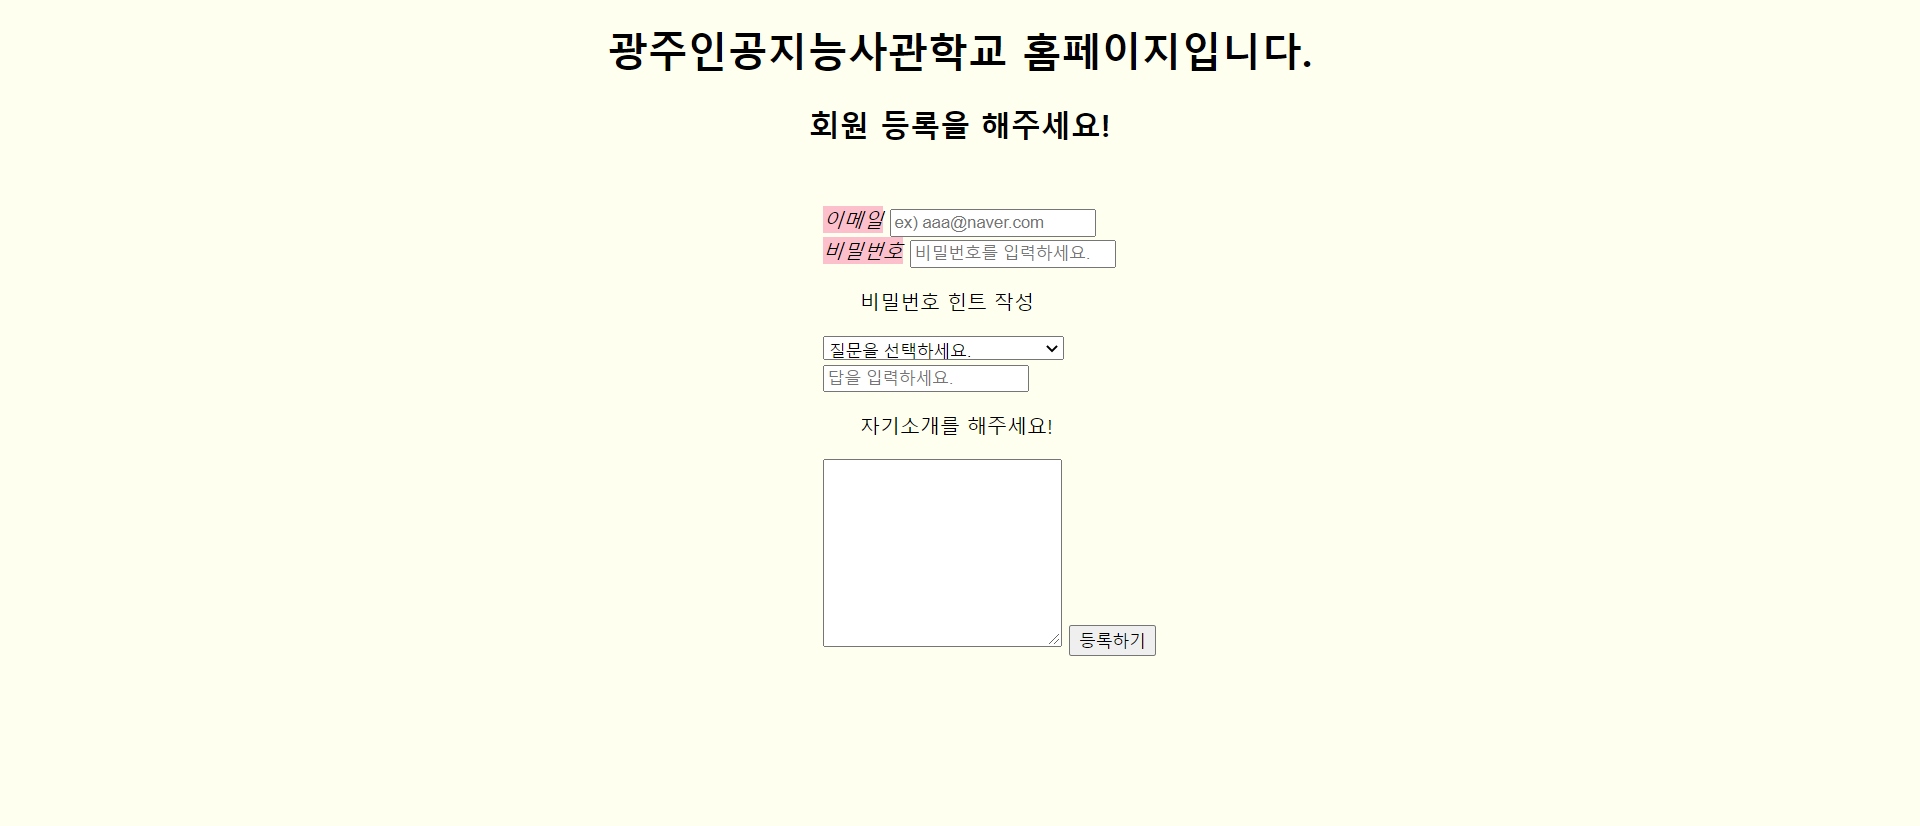 광주인공지능사관학교 홈페이지입니다.
회원 등록을 해주세요!
이메일 ex) aaa@naver.com
비밀번호 비밀번호를 입력하세요.
비밀번호 힌트 작성
질문을 선택하세요.
답을 입력하세요.
자기소개를 해주세요!
등록하기